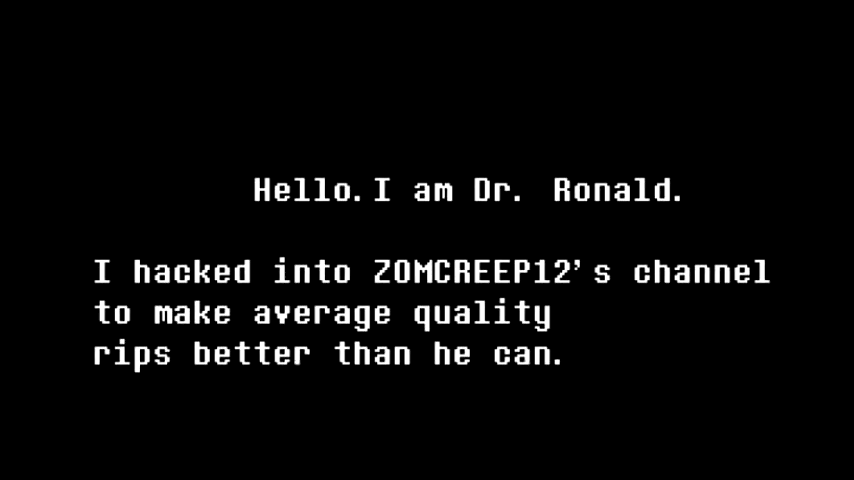 Hello. I am Dr. Ronald.
I hacked into ZOMCREEP12's channel
to make average quality
rips better than he can.